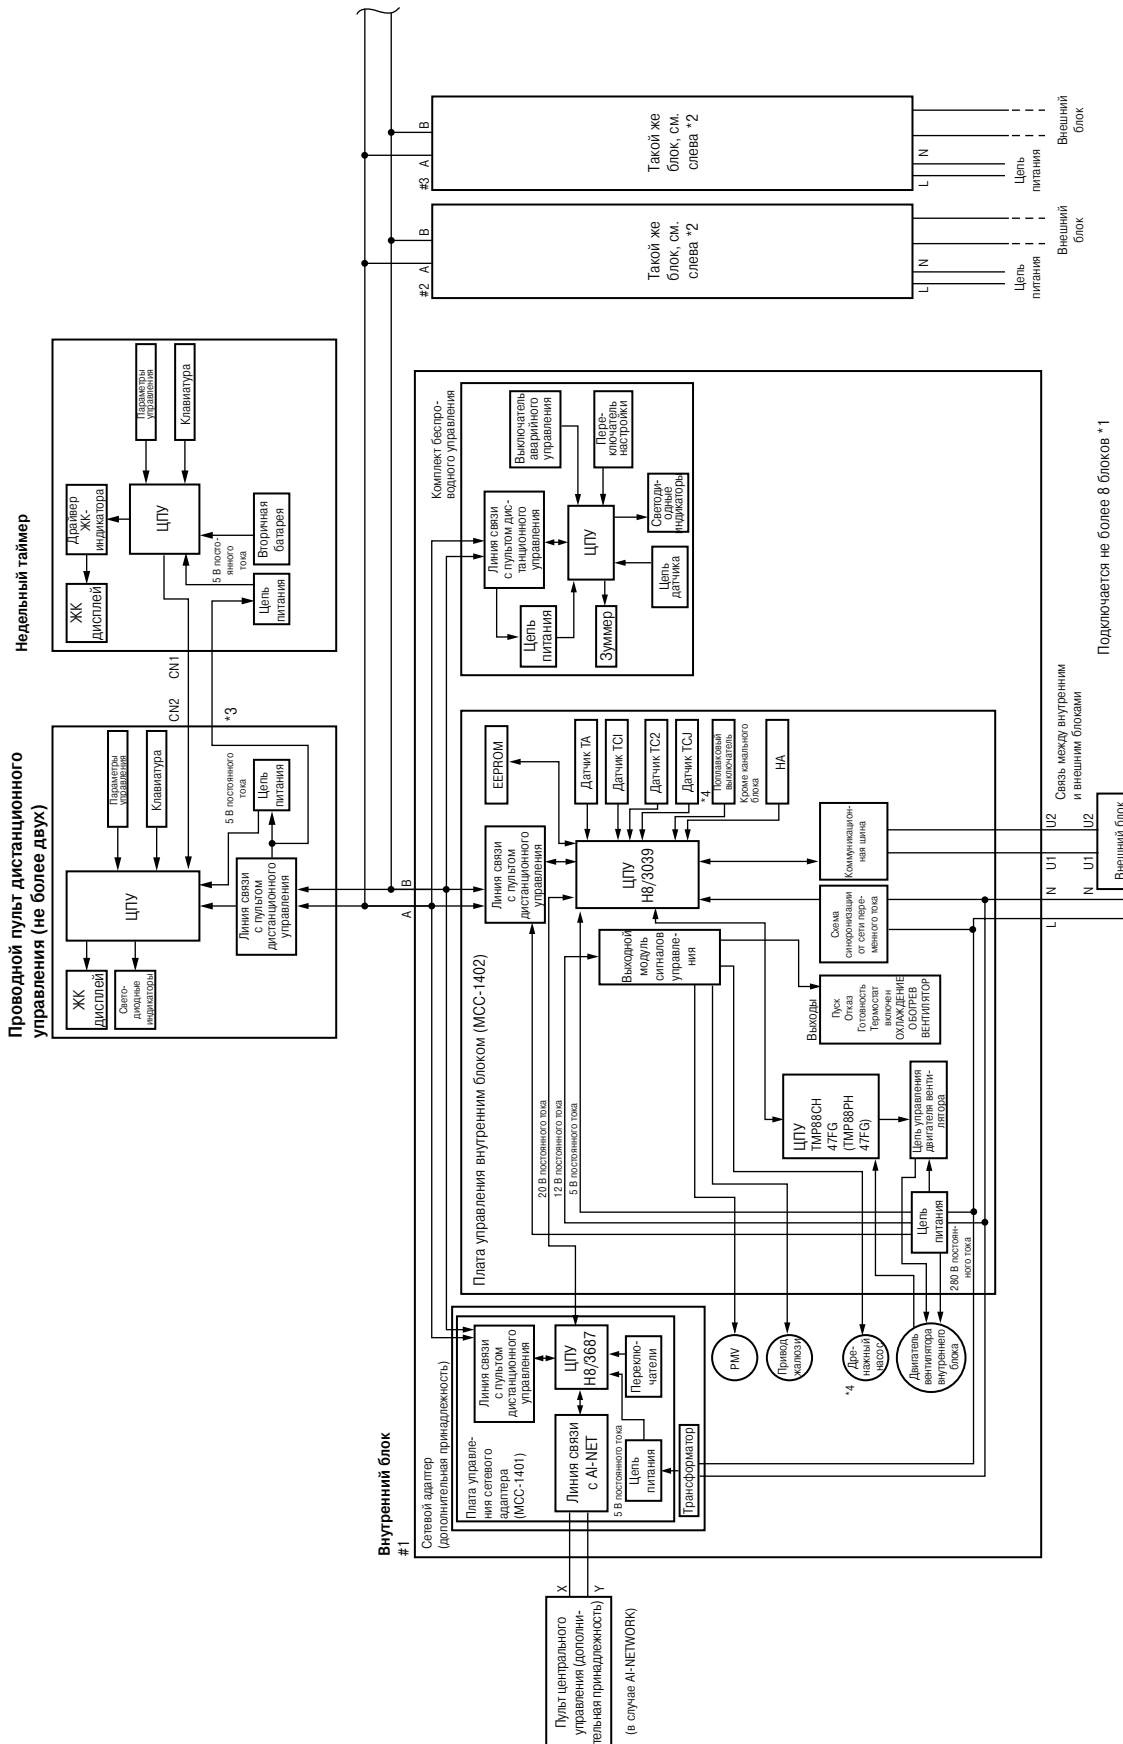 Проводной пульт дистанционного
управления (не более двух)
ЖК
дисплей
Свето-
диодные
индикаторы
ЦПУ
Параметры
управления
Клавиатура
Линия связи
с пультом
дистанционного
управления
5 В постоянного
тока
Цепь
питания
CN2
CN1
*3
Недельный таймер
ЖК
дисплей
Драйвер
ЖК-
индикатора
ЦПУ
Параметры
управления
Клавиатура
5 В посто-
янного
тока
Цепь
питания
Вторичная
батарея
A
B
Внутренний блок
#1
Сетевой адаптер
(дополнительная принадлежность)
Плата управле-
ния сетевого
адаптера
(MCC-1401)
Линия связи
с пультом
дистанционного
управления
ЦПУ
H8/3687
Линия связи
с AI-NET
Переклю-
чатели
5 В постоянного тока
Цепь
питания
Трансформатор
X
Y
Пульт центрального
управления (дополни-
тельная принадлежность)
(в случае AI-NETWORK)
Плата управления внутренним блоком (MCC-1402)
20 В постоянного тока
12 В постоянного тока
5 В постоянного тока
Линия связи
с пультом
дистанционного
управления
EEPROM
ЦПУ
H8/3039
Датчик TA
Датчик TCI
Датчик TC2
Датчик TCJ
*4
Поплавковый
выключатель
Кроме канального
блока
HA
Выходной
модуль
сигналов
управле-
ния
Коммуникацион-
ная шина
Схема
синхронизации
от сети пере-
менного тока
Выходы
Пуск
Отказ
Готовность
Термостат
включен
ОХЛАЖДЕНИЕ
ОБОГРЕВ
ВЕНТИЛЯТОР
ЦПУ
TMP88CH
47FG
(TMP88PH
47FG)
Цепь управления
двигателя венти-
лятора
Цепь
питания
280 В постоян-
ного тока
PMV
Привод
жалюзи
*4
Дре-
нажный
насос
Двигатель
вентилятора
внутреннего
блока
Комплект беспро-
водного управления
Линия связи
с пультом дис-
танционного
управления
Выключатель
аварийного
управления
Пере-
ключатель
настройки
ЦПУ
Цепь
питания
Зуммер
Цепь
датчика
Светоди-
одные
индикаторы
L
N
U1
U2
N
U1
U2
Внешний блок
Связь между внутренним
и внешним блоками
Подключается не более 8 блоков *1
#2
A
B
Такой же
блок, см.
слева *2
L
N
Цепь
питания
Внешний
блок
#3
A
B
Такой же
блок, см.
слева *2
L
N
Цепь
питания
Внешний
блок